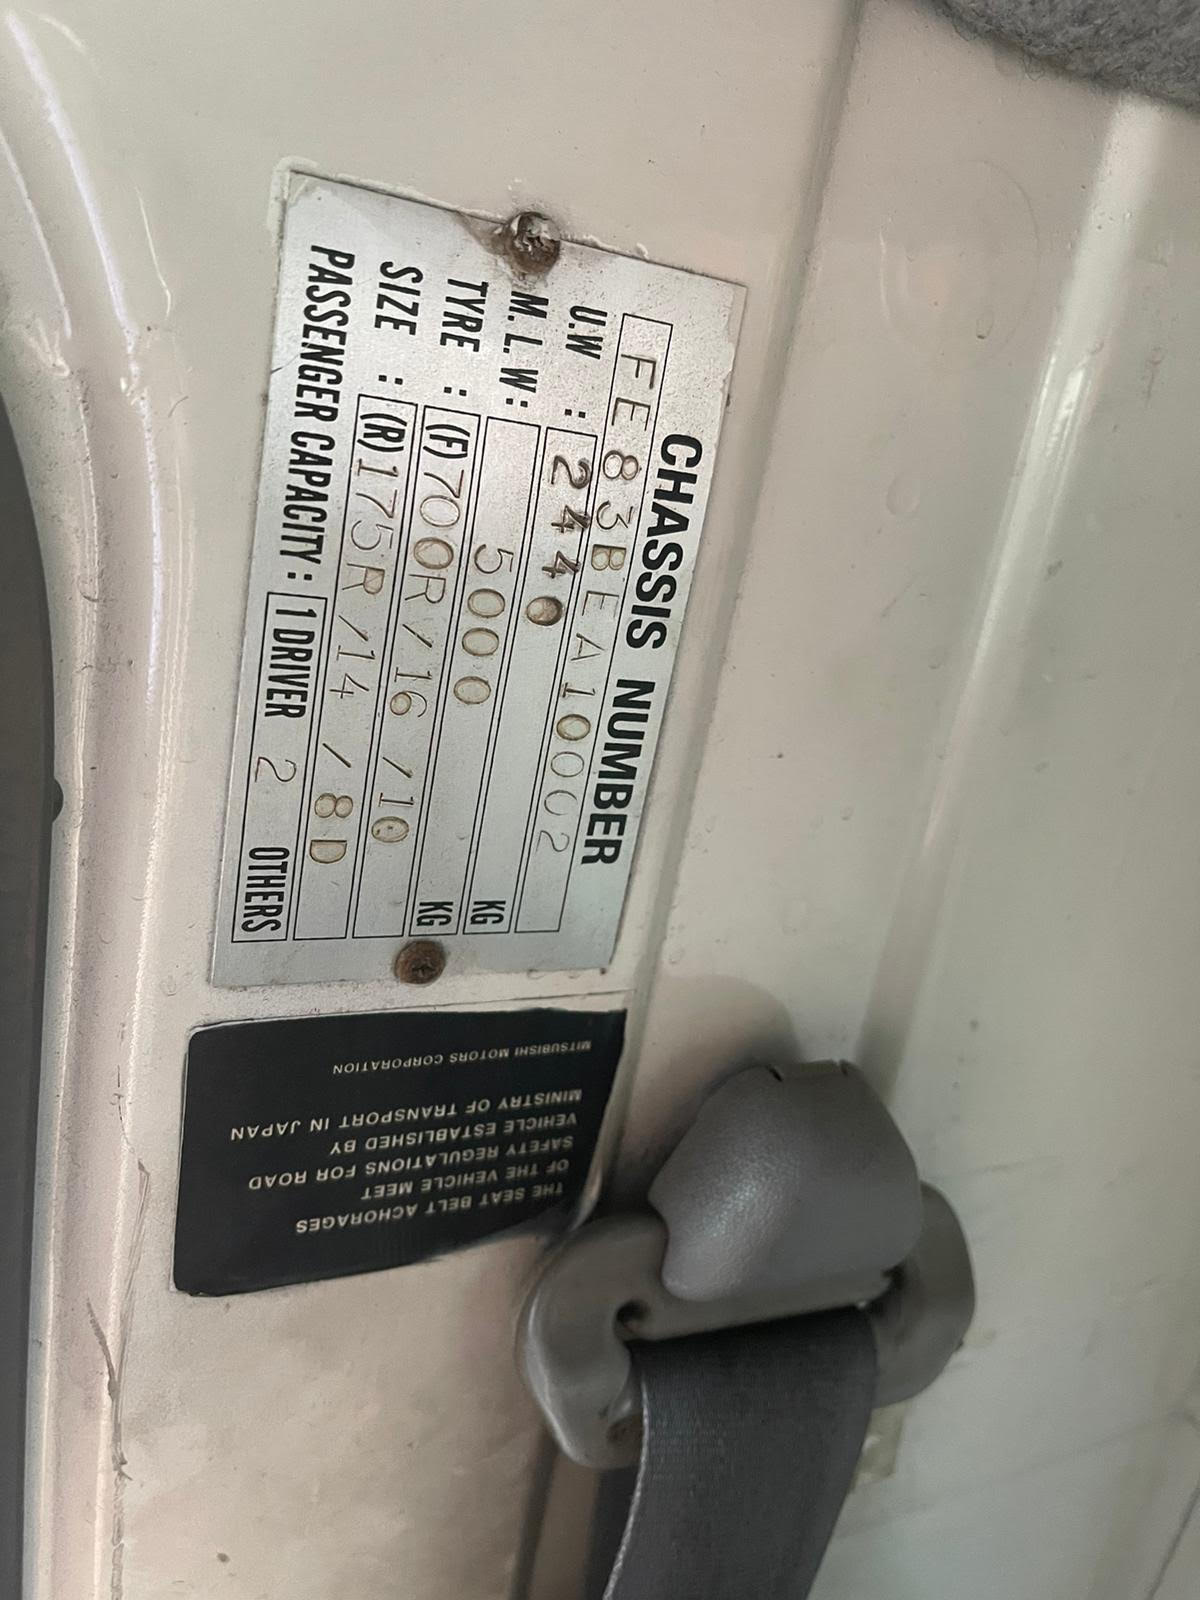 CHASSIS NUMBER
FE83BEA10002
U.W : 2440 KG
M.L.W: 5000 KG
TYRE : (F)700R/16/10
SIZE : (R)175R/14/8D
PASSENGER CAPACITY: 1 DRIVER 2 OTHERS
THE SEAT BELT ACHORAGES
OF THE VEHICLE MEET
SAFETY REGULATIONS FOR ROAD
VEHICLE ESTABLISHED BY
MINISTRY OF TRANSPORT IN JAPAN
MITSUBISHI MOTORS CORPORATION